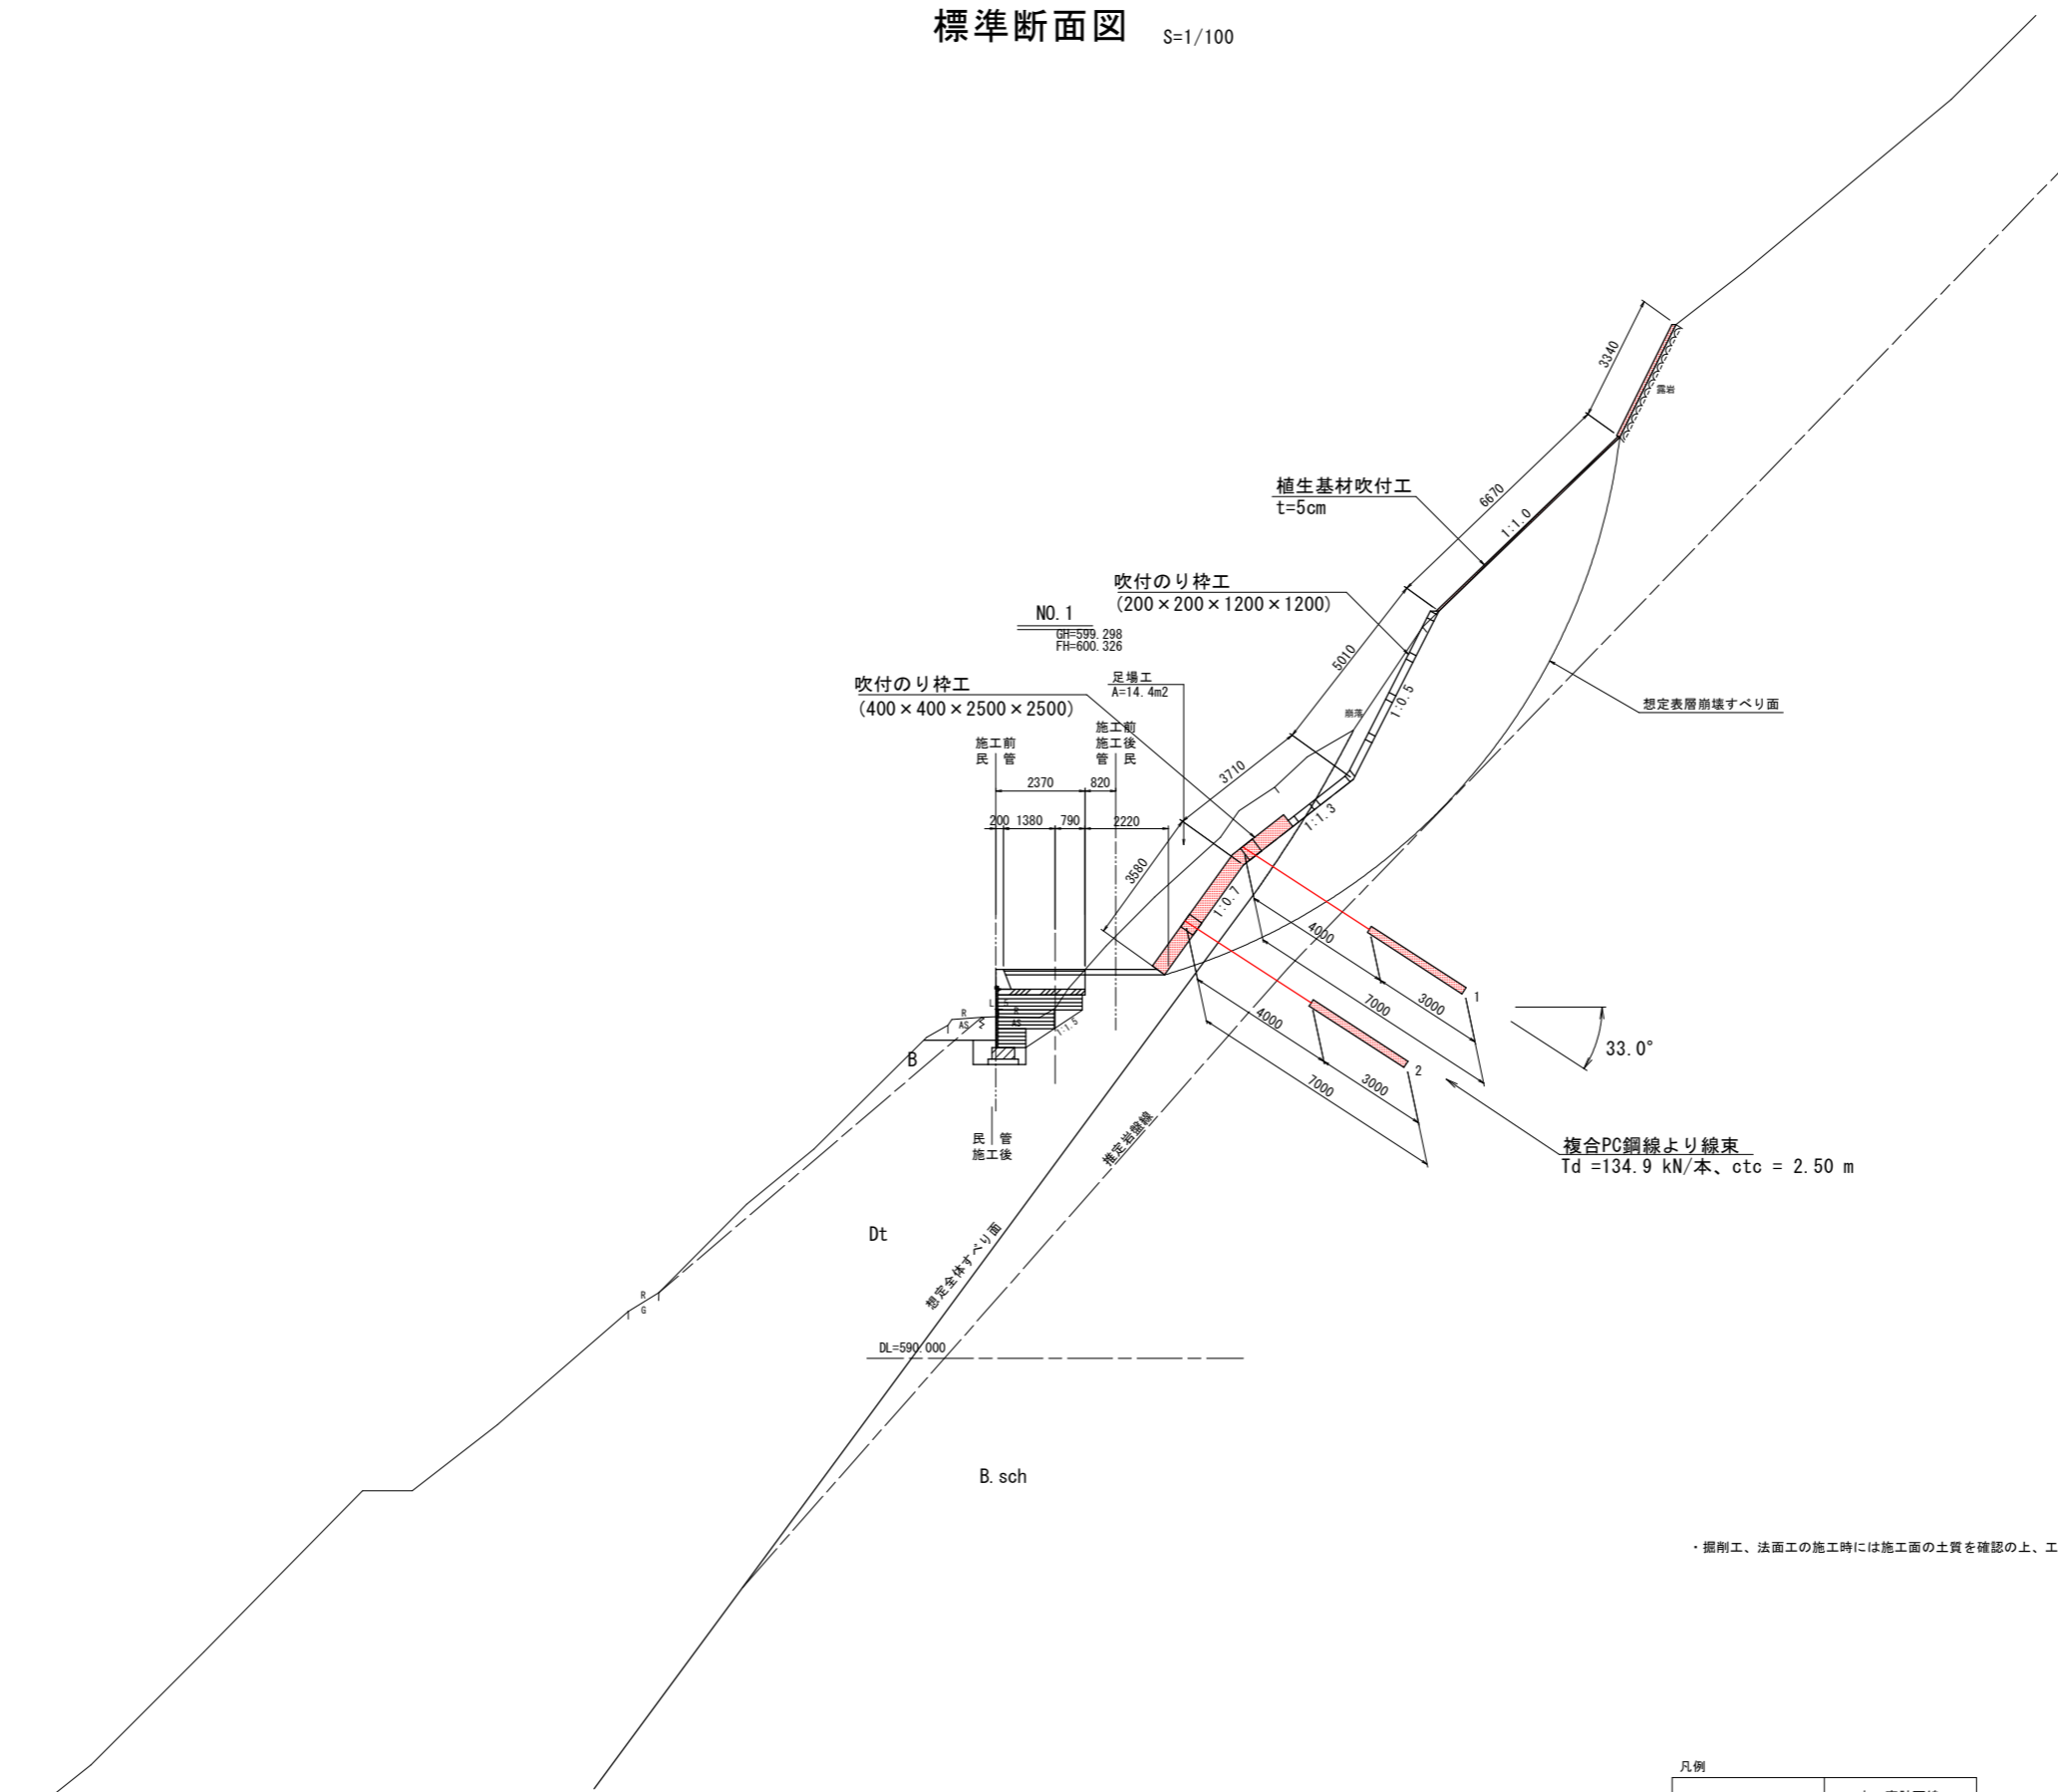 標準断面図 S=1/100
3340
露岩
6670
植生基材吹付工
t=5cm
1:1.0
吹付のり枠工
(200×200×1200×1200)
NO.1
GH=599.298
FH=600.326
5010
足場工
A=14.4m2
吹付のり枠工
(400×400×2500×2500)
1:0.5
想定表層崩壊すべり面
崩落
施工前
民 管
施工前
施工後
管 民
3710
2370
820
200
1380
790
2220
1:1.3
3580
1:0.7
4000
7000
3000
1
4000
7000
3000
2
33.0°
R
AS
L
R
AS
1:1.5
B
民 管
施工後
推定岩盤線
複合PC鋼線より線束
Td =134.9 kN/本、ctc = 2.50 m
Dt
想定全体すべり面
R
G
DL=590.000
B.sch
・掘削工、法面工の施工時には施工面の土質を確認の上、工
凡例